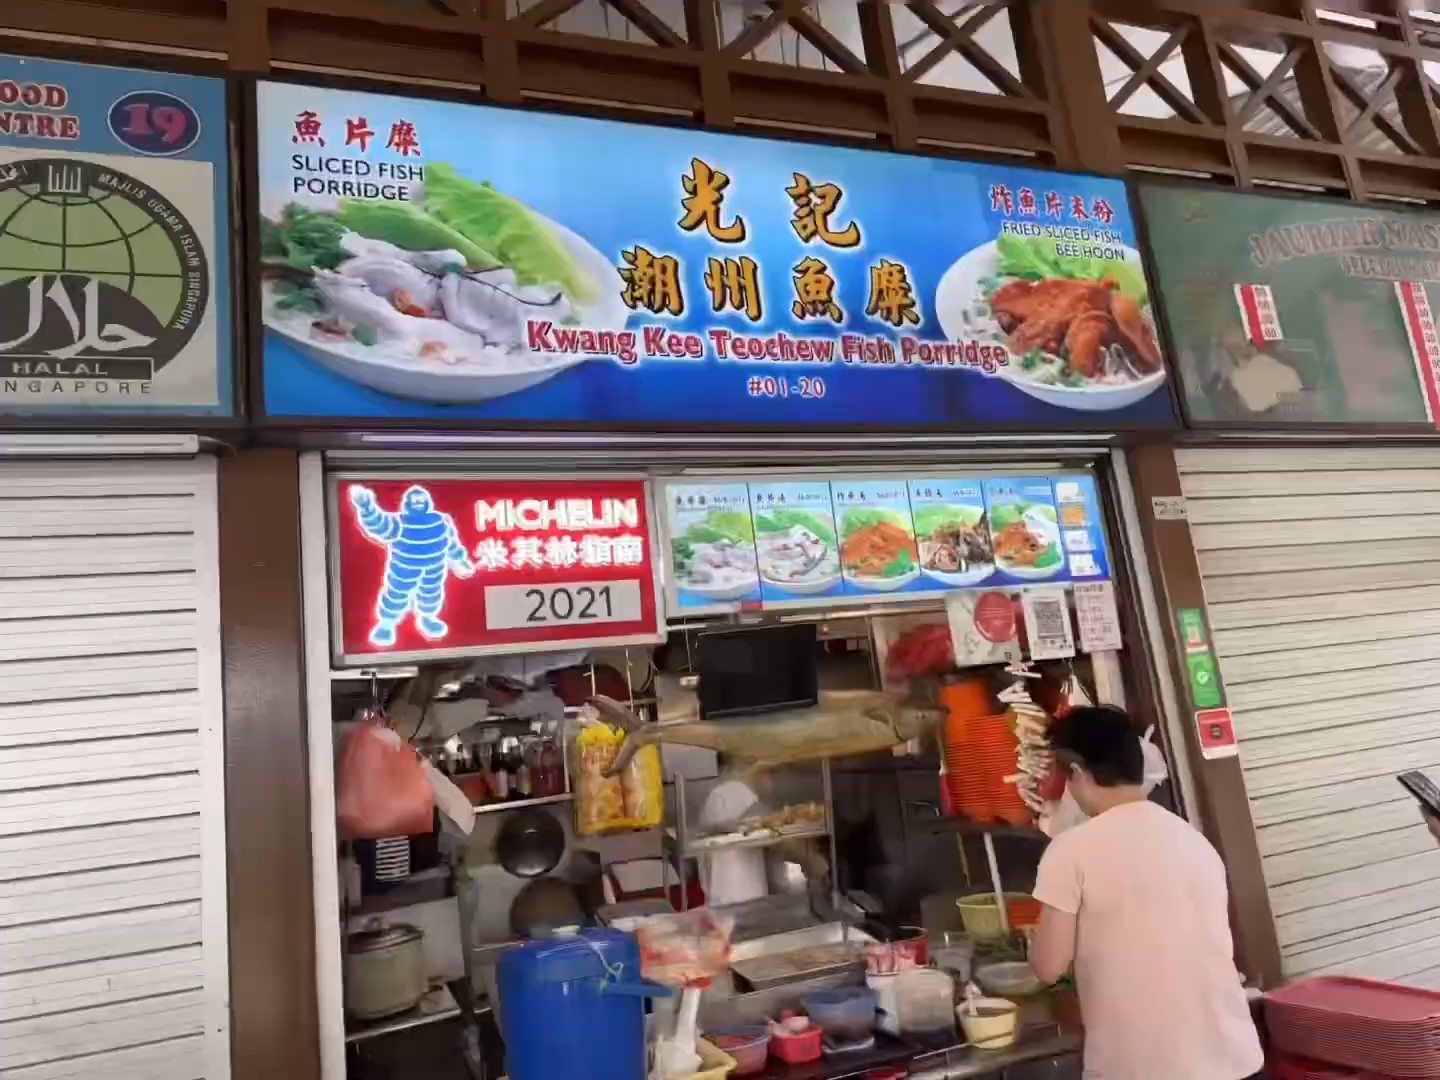 OOD
NTRE
19
MAJLIS UGAMA ISLAM SINGAPURA
حلال
HALAL
NGAPORE
魚片糜
SLICED FISH
PORRIDGE
光記
潮州魚糜
Kwang Kee Teochew Fish Porridge
#01-20
炸魚片米粉
FRIED SLICED FISH
BEE HOON
MICHELIN
米其林指南
2021